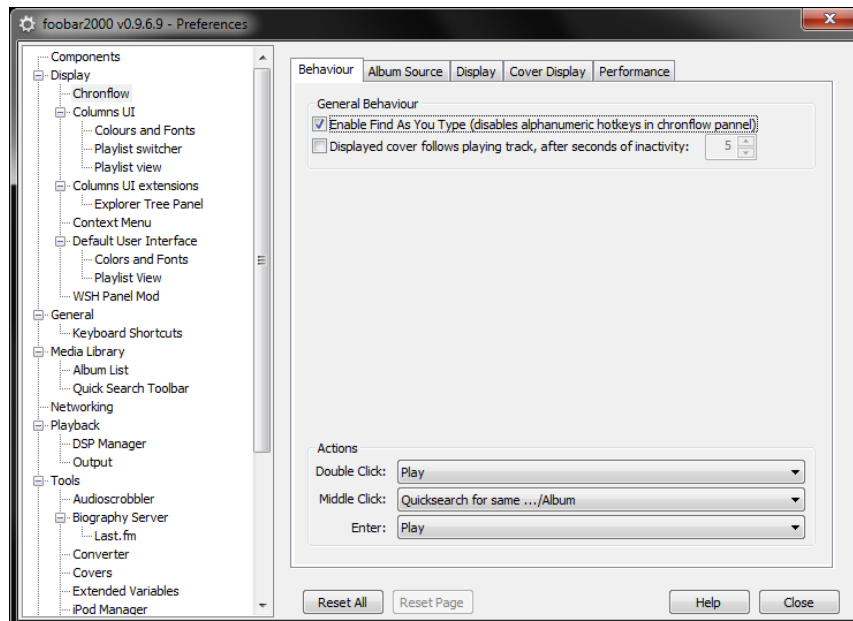 foobar2000 v0.9.6.9 - Preferences
Components
Display
Chronflow
Columns UI
Colours and Fonts
Playlist switcher
Playlist view
Columns UI extensions
Explorer Tree Panel
Context Menu
Default User Interface
Colors and Fonts
Playlist View
WSH Panel Mod
General
Keyboard Shortcuts
Media Library
Album List
Quick Search Toolbar
Networking
Playback
DSP Manager
Output
Tools
Audioscrobbler
Biography Server
Last.fm
Converter
Covers
Extended Variables
iPod Manager
Behaviour Album Source Display Cover Display Performance
General Behaviour
Enable Find As You Type (disables alphanumeric hotkeys in chronflow pannel)
Displayed cover follows playing track, after seconds of inactivity: 5
Actions
Double Click: Play
Middle Click: Quicksearch for same .../Album
Enter: Play
Reset All Reset Page Help Close